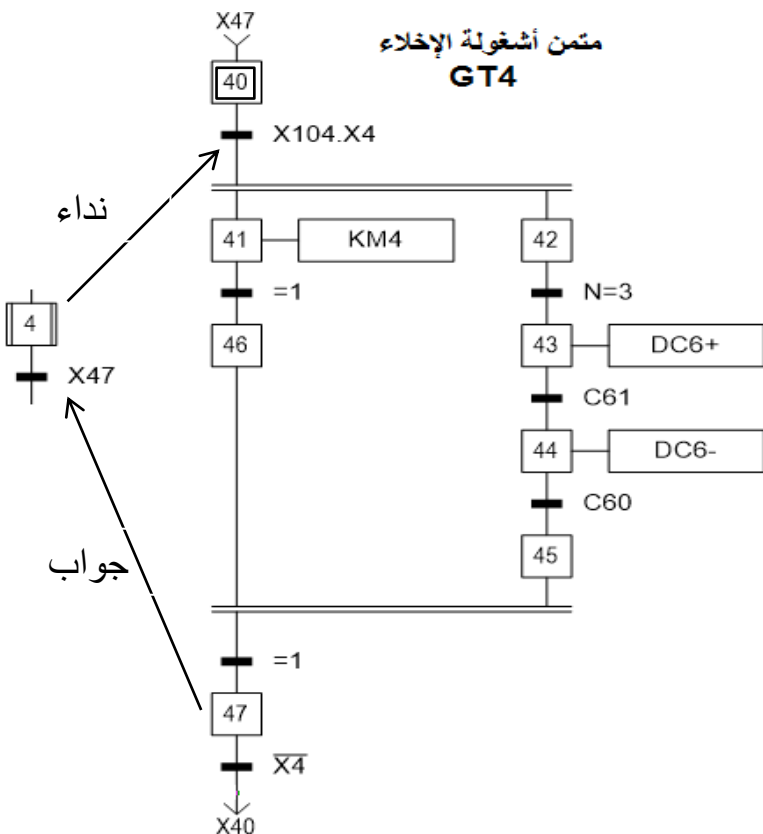 X47
متمن أشغولة الإخلاء
GT4
40
X104.X4
نداء
41
KM4
42
=1
N=3
4
46
43
DC6+
X47
C61
44
DC6-
C60
جواب
45
=1
47
X4̅
X40